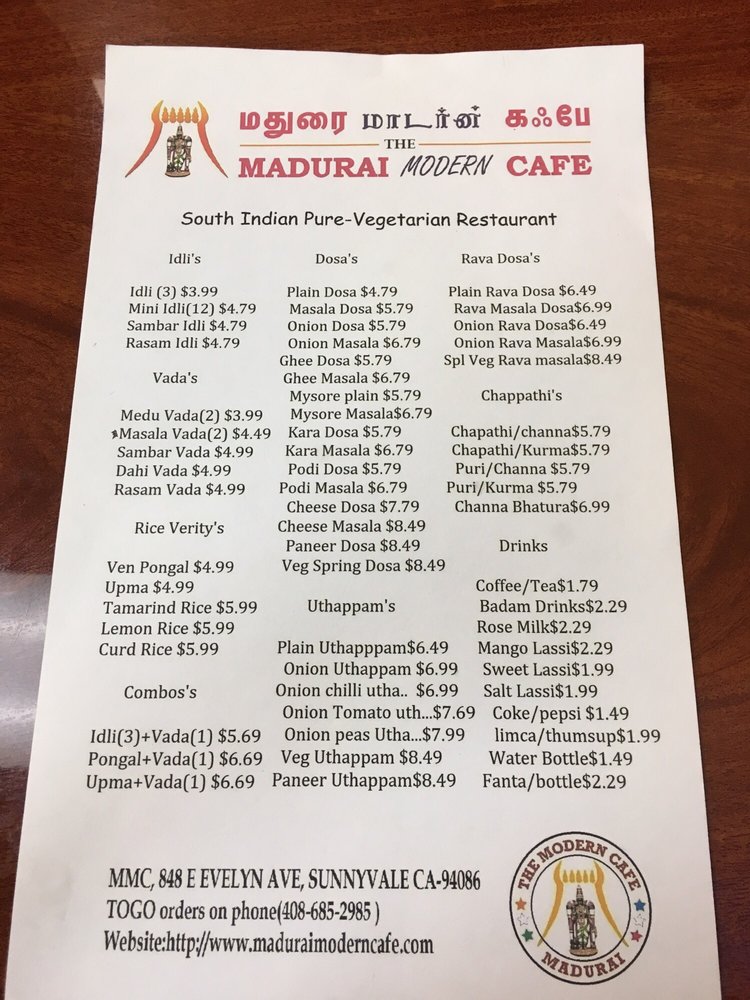 மதுரை மாடர்ன் கஃபே
THE
MADURAI MODERN CAFE
South Indian Pure-Vegetarian Restaurant
Idli's
Idli (3) $3.99
Mini Idli(12) $4.79
Sambar Idli $4.79
Rasam Idli $4.79
Vada's
Medu Vada(2) $3.99
Masala Vada(2) $4.49
Sambar Vada $4.99
Dahi Vada $4.99
Rasam Vada $4.99
Rice Verity's
Ven Pongal $4.99
Upma $4.99
Tamarind Rice $5.99
Lemon Rice $5.99
Curd Rice $5.99
Combos's
Idli(3)+Vada(1) $5.69
Pongal+Vada(1) $6.69
Upma+Vada(1) $6.69
Dosa's
Plain Dosa $4.79
Masala Dosa $5.79
Onion Dosa $5.79
Onion Masala $6.79
Ghee Dosa $5.79
Ghee Masala $6.79
Mysore plain $5.79
Mysore Masala$6.79
Kara Dosa $5.79
Kara Masala $6.79
Podi Dosa $5.79
Podi Masala $6.79
Cheese Dosa $7.79
Cheese Masala $8.49
Paneer Dosa $8.49
Veg Spring Dosa $8.49
Uthappam's
Plain Uthapppam$6.49
Onion Uthappam $6.99
Onion chilli utha.. $6.99
Onion Tomato uth...$7.69
Onion peas Utha...$7.99
Veg Uthappam $8.49
Paneer Uthappam$8.49
Rava Dosa's
Plain Rava Dosa $6.49
Rava Masala Dosa$6.99
Onion Rava Dosa$6.49
Onion Rava Masala$6.99
Spl Veg Rava masala$8.49
Chappathi's
Chapathi/channa$5.79
Chapathi/Kurma$5.79
Puri/Channa $5.79
Puri/Kurma $5.79
Channa Bhatura$6.99
Drinks
Coffee/Tea$1.79
Badam Drinks$2.29
Rose Milk$2.29
Mango Lassi$2.29
Sweet Lassi$1.99
Salt Lassi$1.99
Coke/pepsi $1.49
limca/thumsup$1.99
Water Bottle$1.49
Fanta/bottle$2.29
MMC, 848 E EVELYN AVE, SUNNYVALE CA-94086
TOGO orders on phone(408-685-2985 )
Website:http://www.maduraimoderncafe.com
THE MODERN CAFE
MADURAI